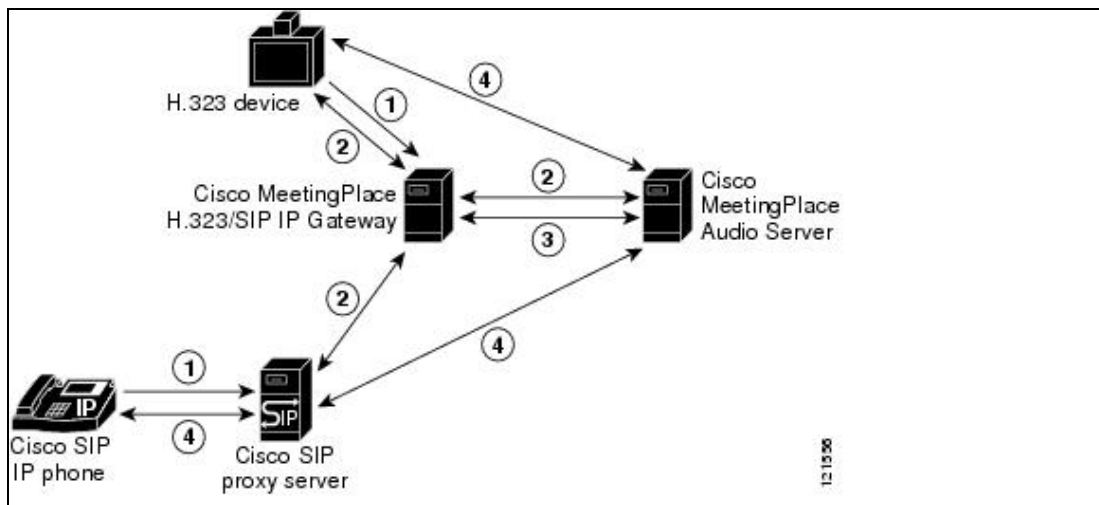 4
H.323 device
1
2
Cisco MeetingPlace
H.323/SIP IP Gateway
2
3
Cisco
MeetingPlace
Audio Server
2
4
1
IP
4
SIP
Cisco SIP
IP phone
Cisco SIP
proxy server
121556